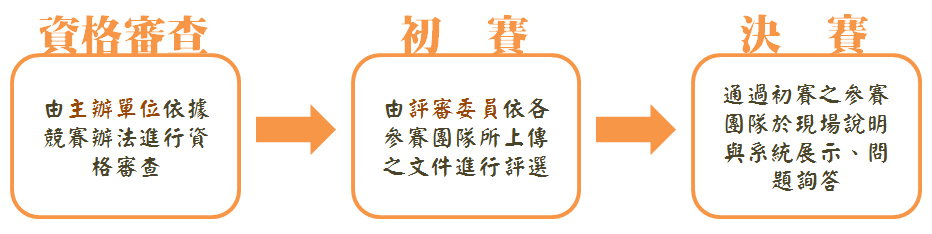 資格審查
由主辦單位依據
競賽辦法進行資
格審查
初 賽
由評審委員依各
參賽團隊所上傳
之文件進行評選
決 賽
通過初賽之參賽
團隊於現場說明
與系統展示、問
題詢答